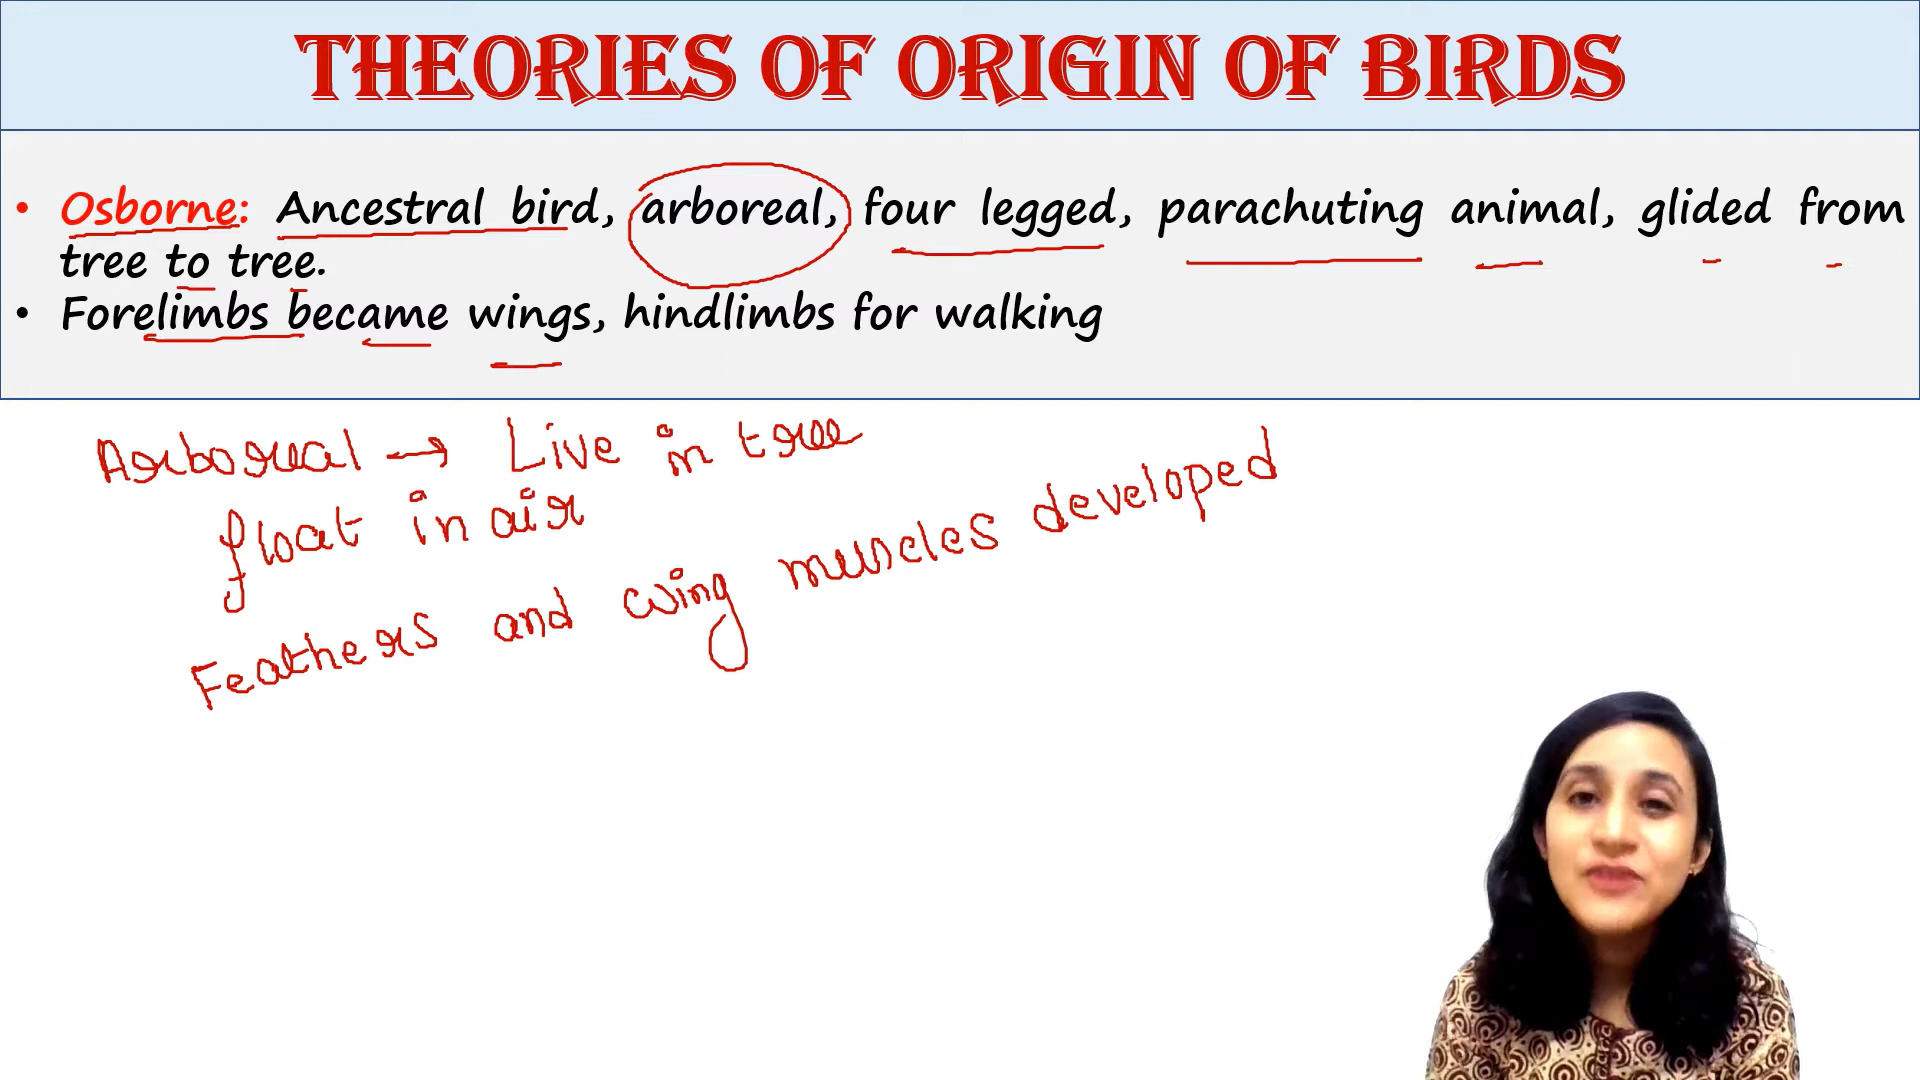 THEORIES OF ORIGIN OF BIRDS
• Osborne: Ancestral bird, arboreal, four legged, parachuting animal, glided from
tree to tree.
• Forelimbs became wings, hindlimbs for walking
Arboreal → Live in tree
float in air
Feathers and wing muscles developed